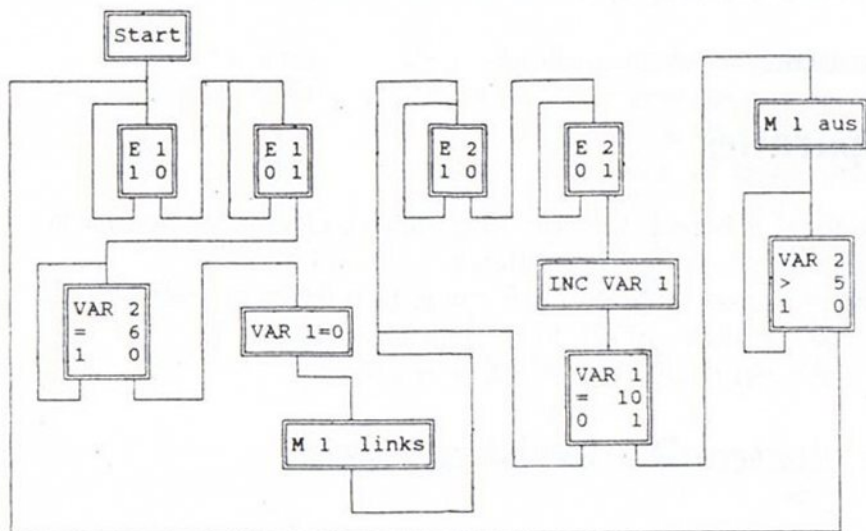 Start
E 1
1 0
E 1
0 1
E 2
1 0
E 2
0 1
M 1 aus
VAR 2
= 6
1 0
VAR 1=0
M 1 links
INC VAR 1
VAR 1
= 10
0 1
VAR 2
> 5
1 0